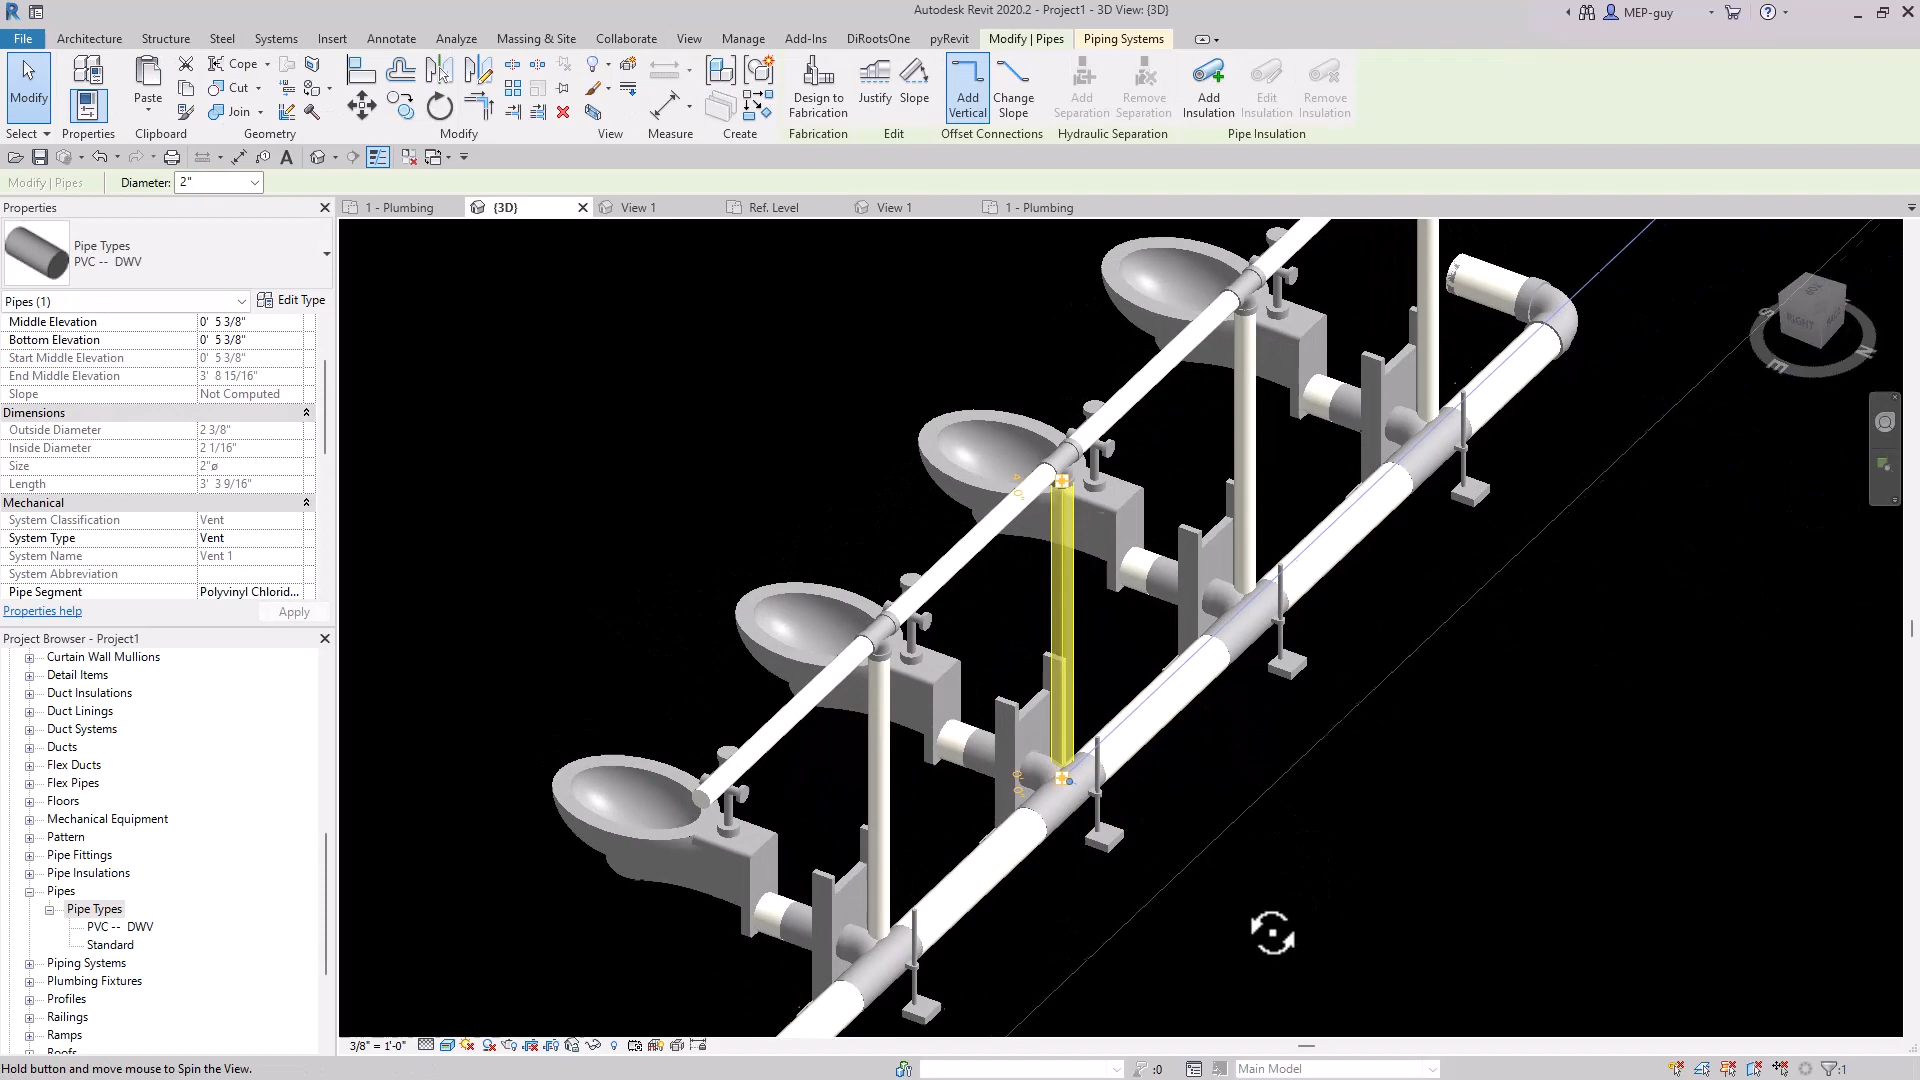 Autodesk Revit 2020.2 - Project1 - 3D View: {3D}
MEP-guy
File
Architecture
Structure
Steel
Systems
Insert
Annotate
Analyze
Massing & Site
Collaborate
View
Manage
Add-Ins
DiRootsOne
pyRevit
Modify | Pipes
Piping Systems
Modify
Paste
Cope
Cut
Join
Design to
Fabrication
Justify
Slope
Add
Vertical
Change
Slope
Add
Separation
Remove
Separation
Add
Insulation
Edit
Insulation
Remove
Insulation
Select
Properties
Clipboard
Geometry
Modify
View
Measure
Create
Fabrication
Edit
Offset Connections
Hydraulic Separation
Pipe Insulation
Modify | Pipes
Diameter:
2"
Properties
1 - Plumbing
{3D}
View 1
Ref. Level
View 1
1 - Plumbing
Pipe Types
PVC -- DWV
Pipes (1)
Edit Type
Middle Elevation
0' 5 3/8"
Bottom Elevation
0' 5 3/8"
Start Middle Elevation
0' 5 3/8"
End Middle Elevation
3' 8 15/16"
Slope
Not Computed
Dimensions
Outside Diameter
2 3/8"
Inside Diameter
2 1/16"
Size
2"ø
Length
3' 3 9/16"
Mechanical
System Classification
Vent
System Type
Vent
System Name
Vent 1
System Abbreviation
Pipe Segment
Polyvinyl Chlorid...
Properties help
Apply
Project Browser - Project1
Curtain Wall Mullions
Detail Items
Duct Insulations
Duct Linings
Duct Systems
Ducts
Flex Ducts
Flex Pipes
Floors
Mechanical Equipment
Pattern
Pipe Fittings
Pipe Insulations
Pipes
Pipe Types
PVC -- DWV
Standard
Piping Systems
Plumbing Fixtures
Profiles
Railings
Ramps
Roofs
TOP
RIGHT
S
E
N
3/8" = 1'-0"
Hold button and move mouse to Spin the View.
:0
Main Model
:1